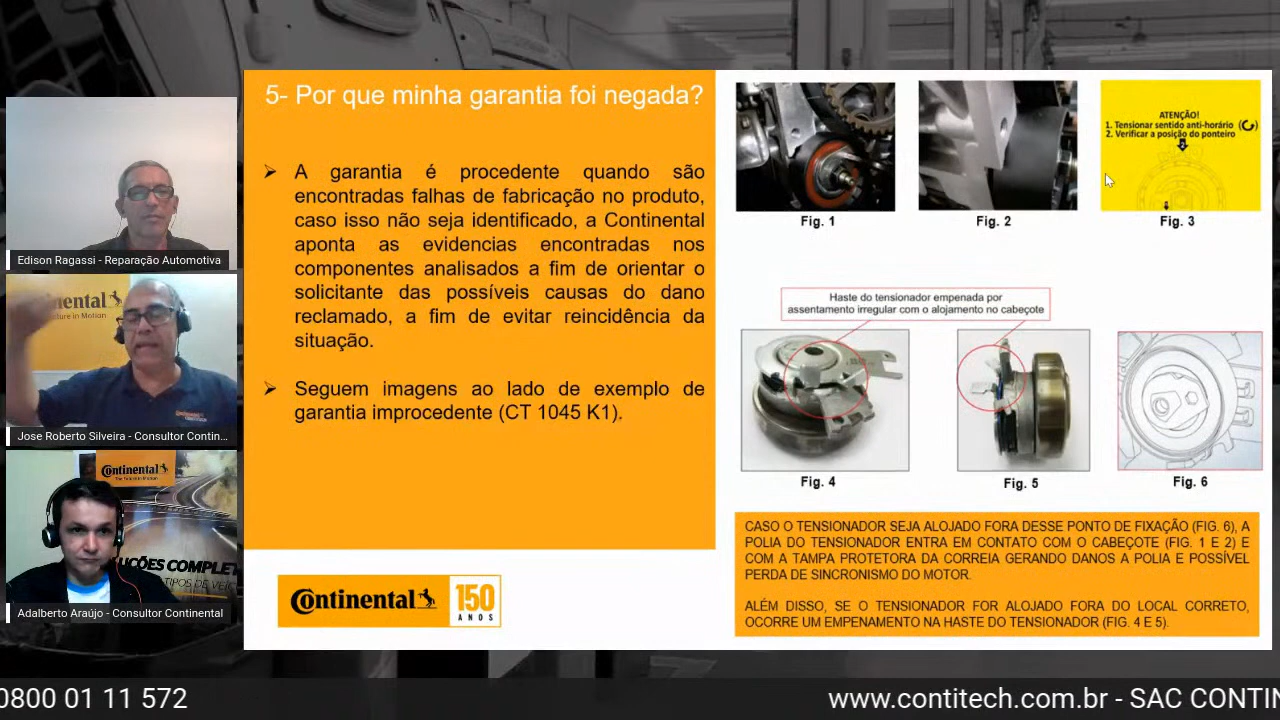 5- Por que minha garantia foi negada?
A garantia é procedente quando são
encontradas falhas de fabricação no produto,
caso isso não seja identificado, a Continental
aponta as evidencias encontradas nos
componentes analisados a fim de orientar o
solicitante das possíveis causas do dano
reclamado, a fim de evitar reincidência da
situação.
Seguem imagens ao lado de exemplo de
garantia improcedente (CT 1045 K1).
Continental
150
ANOS
Fig. 1
Fig. 2
ATENÇÃO!
1. Tensionar sentido anti-horário
2. Verificar a posição do ponteiro
Fig. 3
Haste do tensionador empenada por
assentamento irregular com o alojamento no cabeçote
Fig. 4
Fig. 5
Fig. 6
CASO O TENSIONADOR SEJA ALOJADO FORA DESSE PONTO DE FIXAÇÃO (FIG. 6), A
POLIA DO TENSIONADOR ENTRA EM CONTATO COM O CABEÇOTE (FIG. 1 E 2) E
COM A TAMPA PROTETORA DA CORREIA GERANDO DANOS A POLIA E POSSÍVEL
PERDA DE SINCRONISMO DO MOTOR.
ALÉM DISSO, SE O TENSIONADOR FOR ALOJADO FORA DO LOCAL CORRETO,
OCORRE UM EMPENAMENTO NA HASTE DO TENSIONADOR (FIG. 4 E 5).
Edison Ragassi - Reparação Automotiva
Jose Roberto Silveira - Consultor Contin...
Continental
UÇÕES COMPLET
TIPOS DE VEÍC
Adalberto Araújo - Consultor Continental
0800 01 11 572
www.contitech.com.br - SAC CONTIN